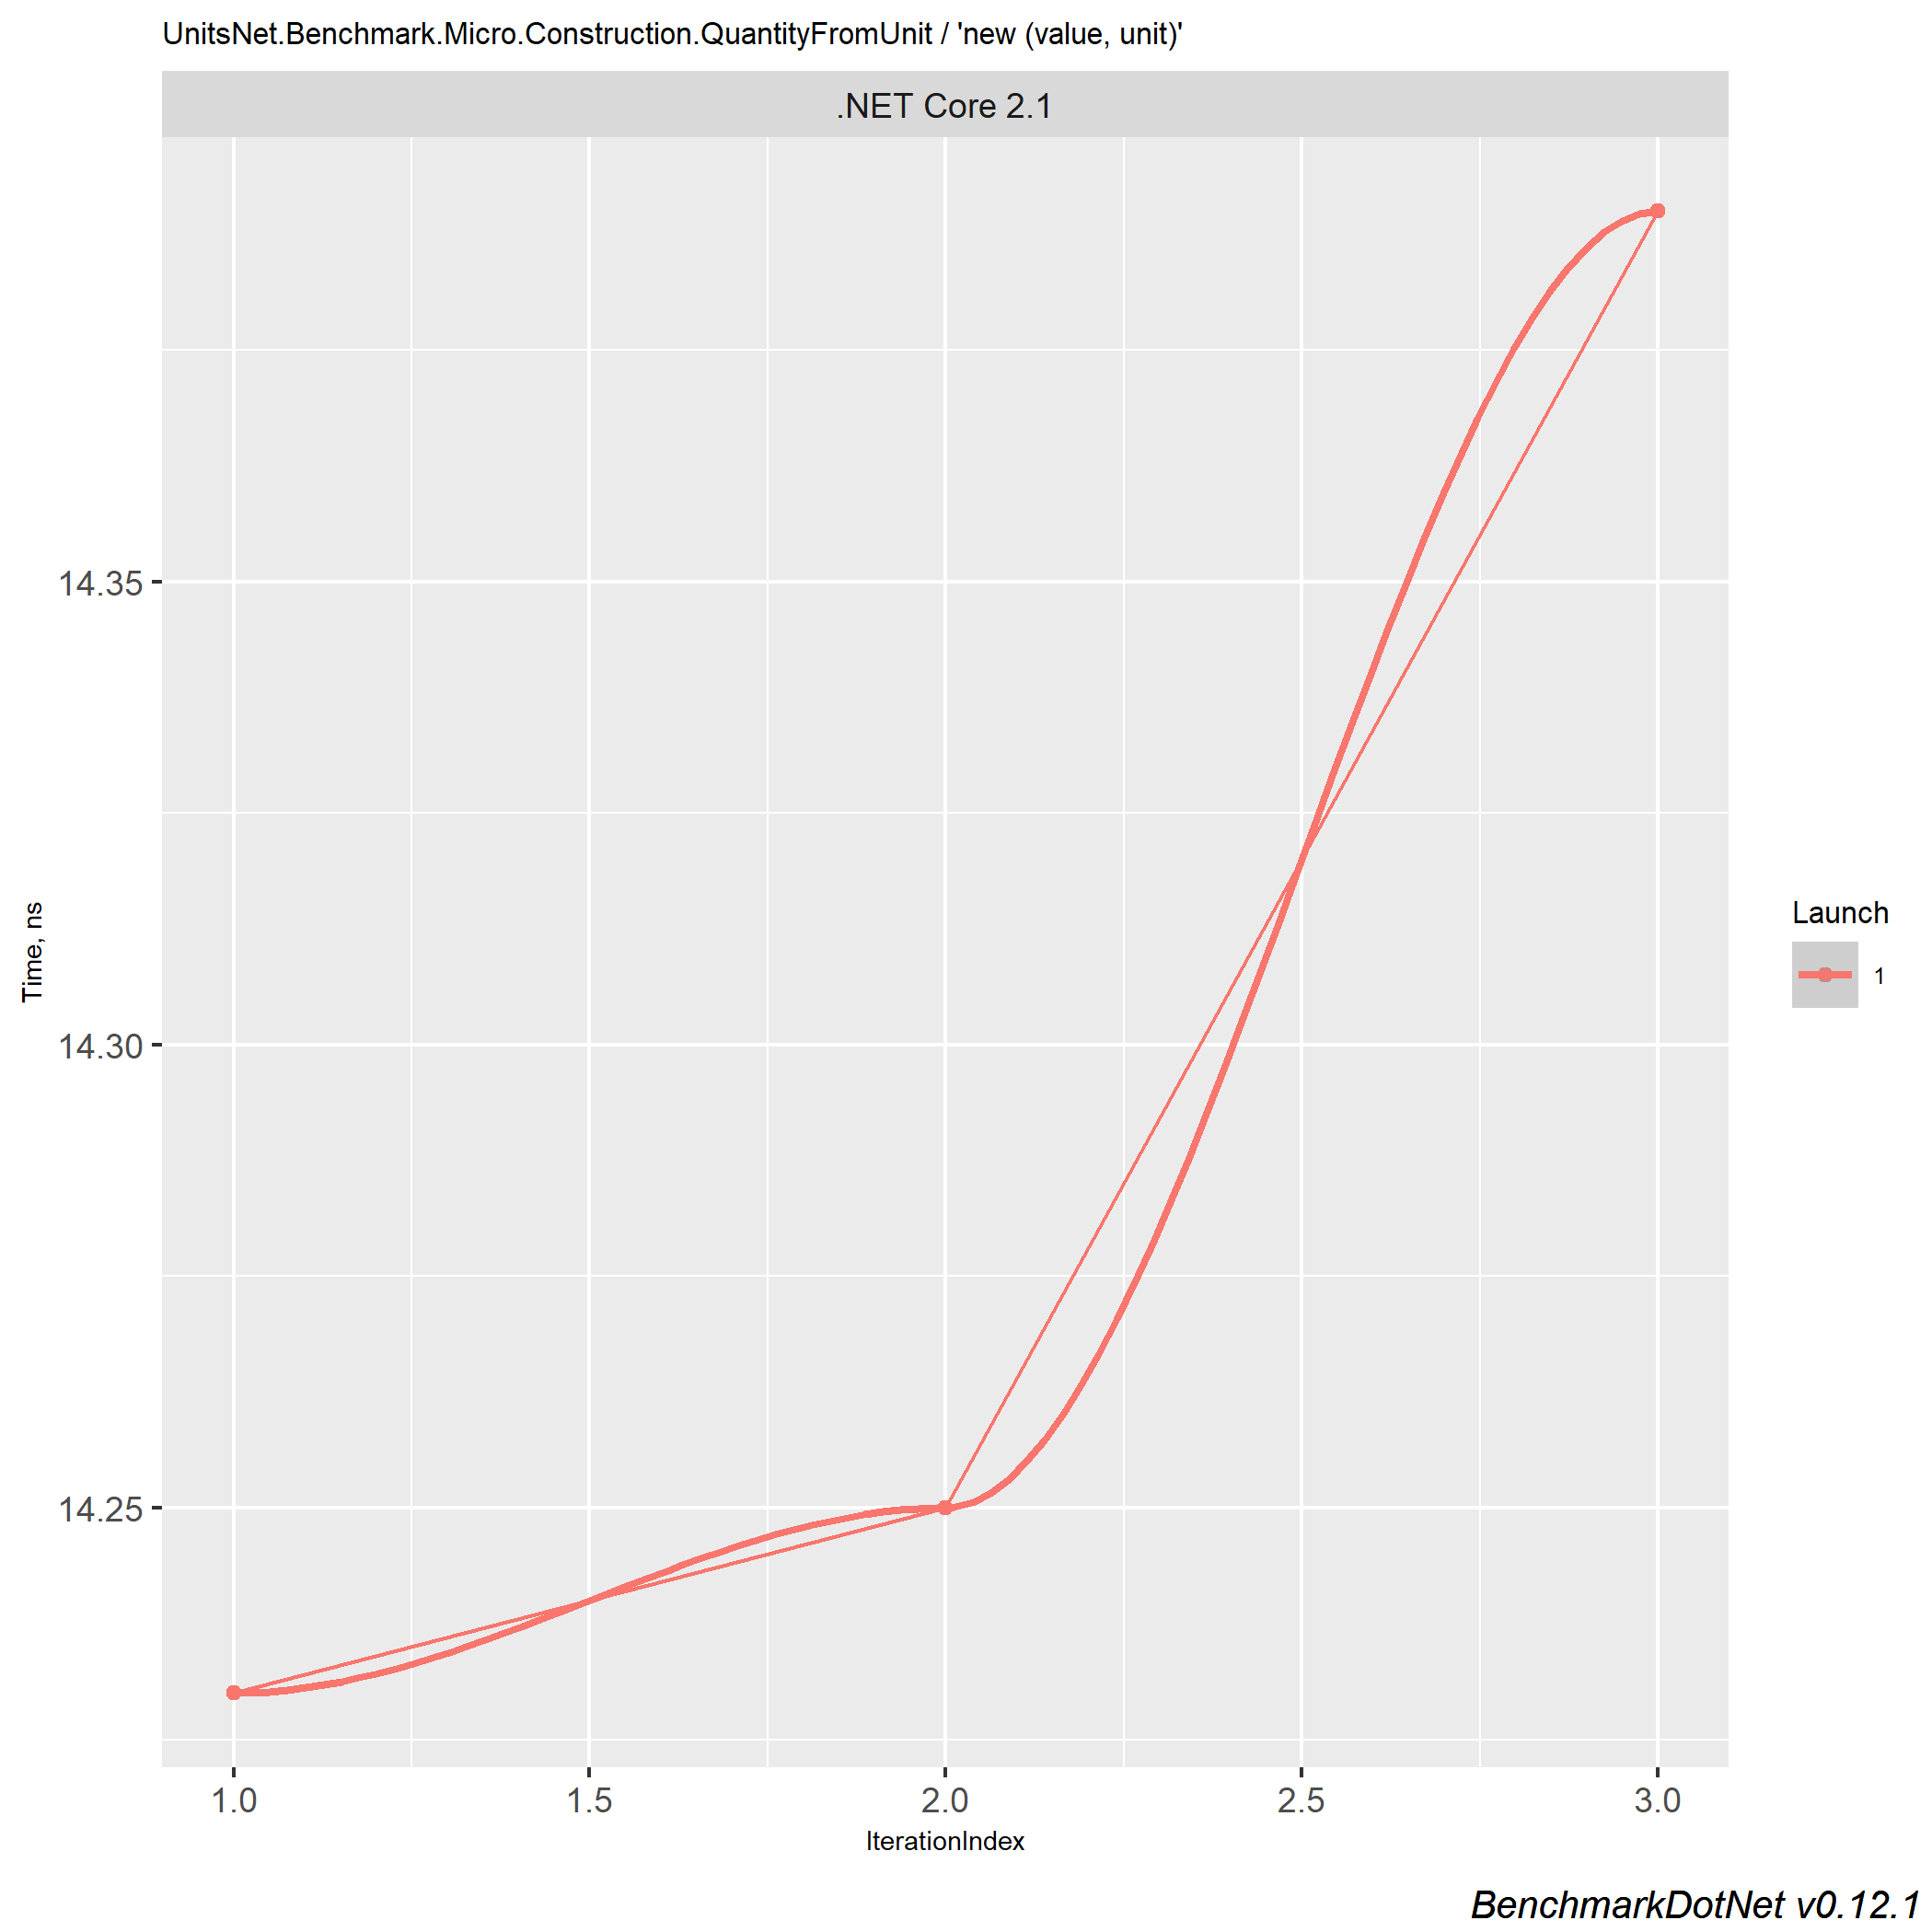 UnitsNet.Benchmark.Micro.Construction.QuantityFromUnit / 'new (value, unit)'
.NET Core 2.1
14.35
14.30
14.25
Time, ns
1.0 1.5 2.0 2.5 3.0
IterationIndex
Launch
1
BenchmarkDotNet v0.12.1